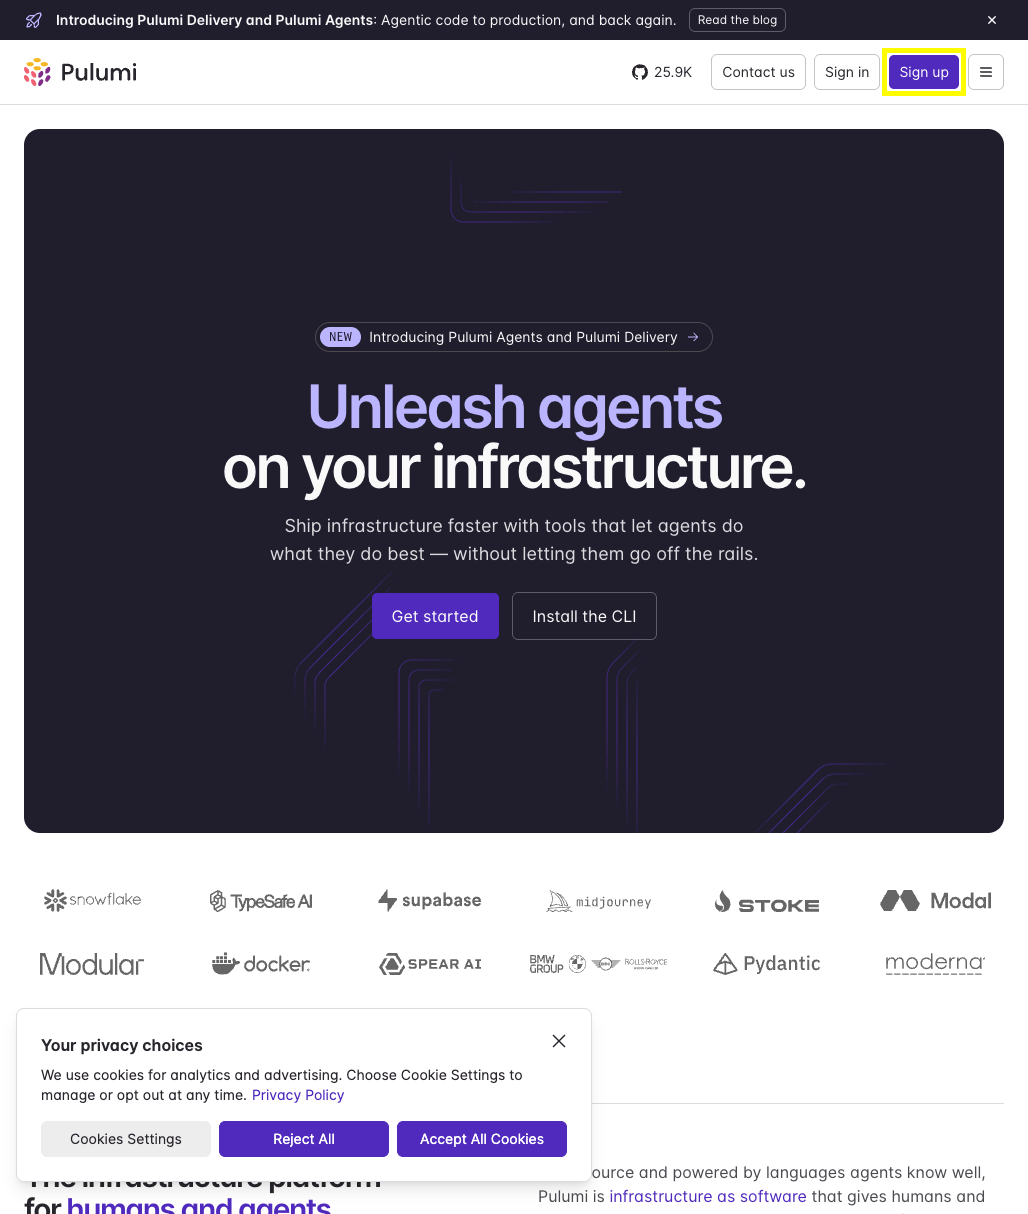 Introducing Pulumi Delivery and Pulumi Agents: Agentic code to production, and back again. Read the blog
Pulumi 25.9K Contact us Sign in Sign up
NEW Introducing Pulumi Agents and Pulumi Delivery →
Unleash agents
on your infrastructure.
Ship infrastructure faster with tools that let agents do
what they do best — without letting them go off the rails.
Get started Install the CLI
snowflake TypeSafe AI supabase midjourney STOKE Modal
Modular docker SPEAR AI BMW GROUP MINI ROLLS-ROYCE Pydantic moderna
Your privacy choices
We use cookies for analytics and advertising. Choose Cookie Settings to
manage or opt out at any time. Privacy Policy
Cookies Settings Reject All Accept All Cookies
The infrastructure platform
for humans and agents
ource and powered by languages agents know well,
Pulumi is infrastructure as software that gives humans and